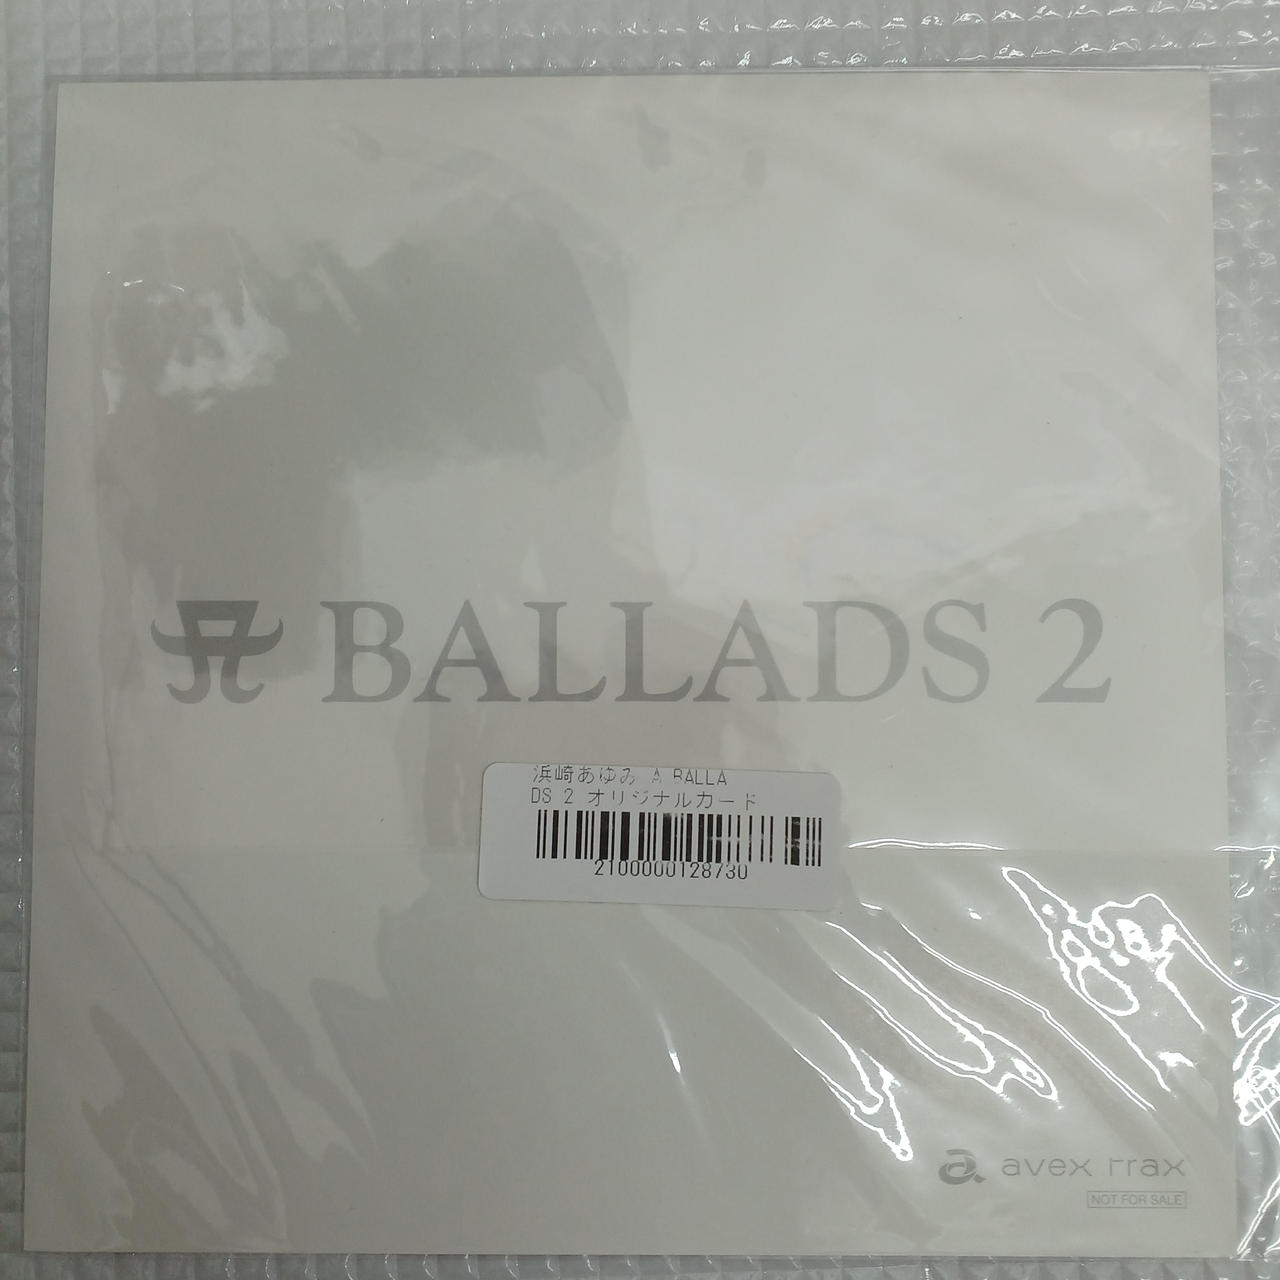 A BALLADS 2
浜崎あゆみ A BALLA
DS 2 オリジナルカード
2100000128730
avex trax
NOT FOR SALE